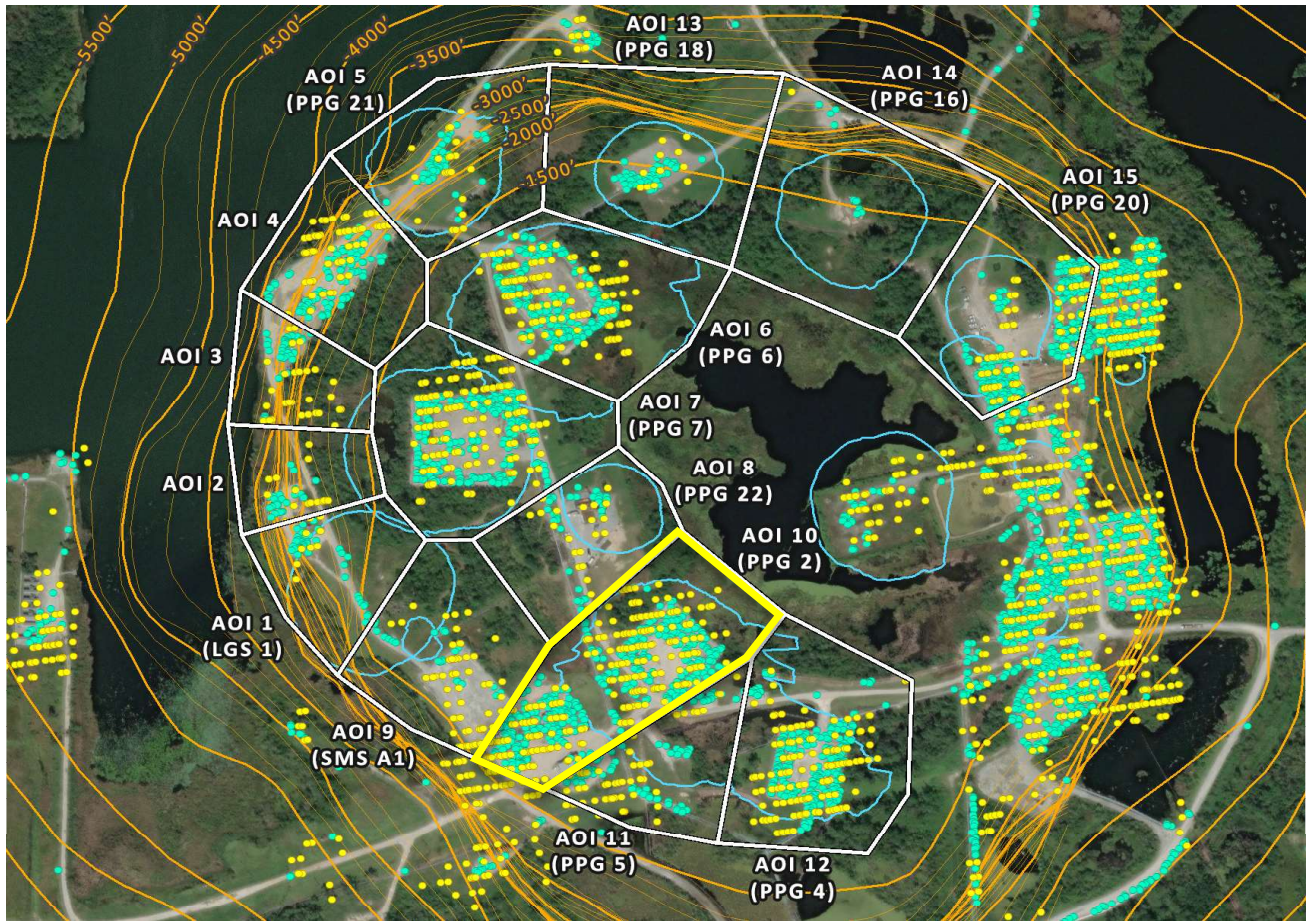 -5500'
-5000'
-4500'
-4000'
-3500'
-3000'
-2500'
-2000'
-1500'
AOI 13
(PPG 18)
AOI 5
(PPG 21)
AOI 14
(PPG 16)
AOI 15
(PPG 20)
AOI 4
AOI 3
AOI 6
(PPG 6)
AOI 7
(PPG 7)
AOI 2
AOI 8
(PPG 22)
AOI 10
(PPG 2)
AOI 1
(LGS 1)
AOI 9
(SMS A1)
AOI 11
(PPG 5)
AOI 12
(PPG 4)